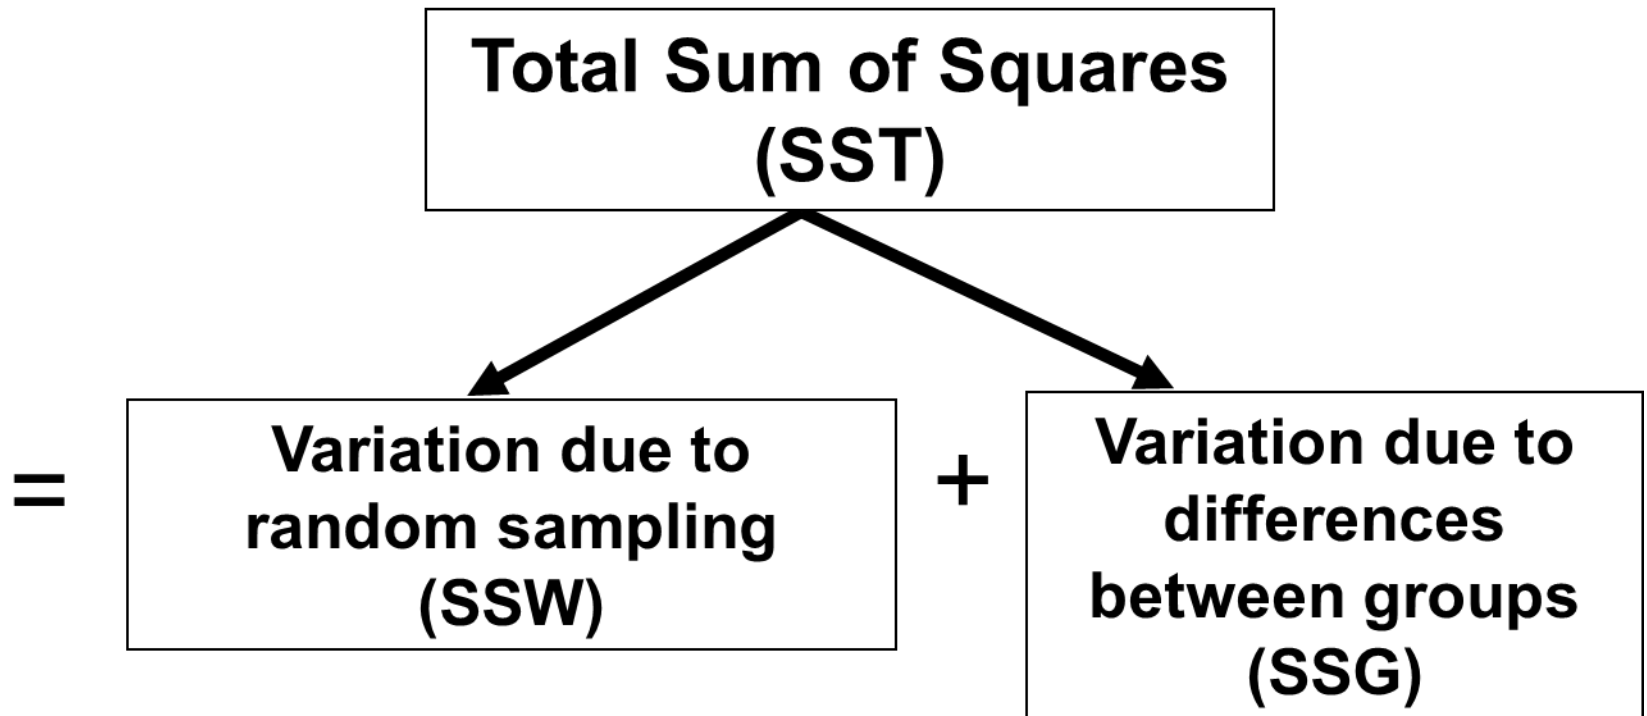 Total Sum of Squares
(SST)
=
Variation due to
random sampling
(SSW)
+
Variation due to
differences
between groups
(SSG)